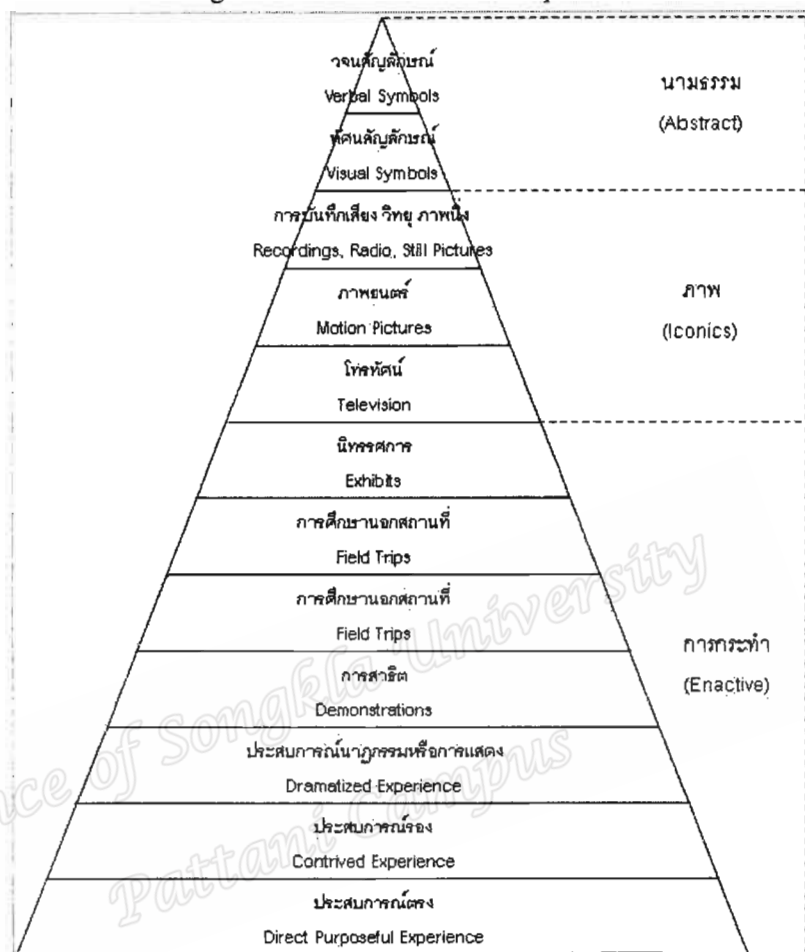 วจนสัญลักษณ์
Verbal Symbols
ทัศนสัญลักษณ์
Visual Symbols
นามธรรม
(Abstract)
การบันทึกเสียง วิทยุ ภาพนิ่ง
Recordings, Radio, Still Pictures
ภาพยนตร์
Motion Pictures
โทรทัศน์
Television
ภาพ
(Iconics)
นิทรรศการ
Exhibits
การศึกษานอกสถานที่
Field Trips
การศึกษานอกสถานที่
Field Trips
การสาธิต
Demonstrations
ประสบการณ์นาฏกรรมหรือการแสดง
Dramatized Experience
ประสบการณ์รอง
Contrived Experience
ประสบการณ์ตรง
Direct Purposeful Experience
การกระทำ
(Enactive)
of Songkla University
Pattani Campus